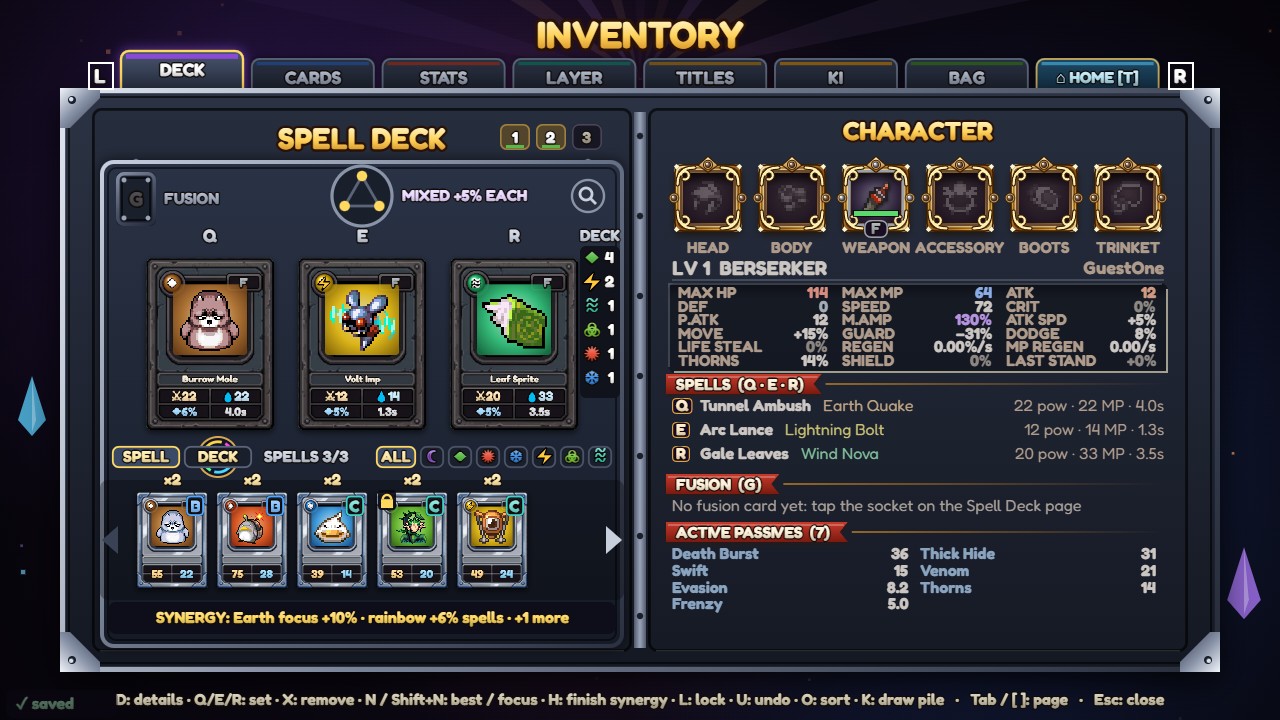 INVENTORY
L DECK CARDS STATS LAYER TITLES KI BAG ⌂ HOME [T] R
SPELL DECK 1 2 3
G FUSION MIXED +5% EACH
Q E R DECK
4
2
1
1
1
1
F F F
Burrow Mole Volt Imp Leaf Sprite
22 22 12 14 20 33
6% 4.0s 5% 1.3s 5% 3.5s
SPELL DECK SPELLS 3/3 ALL
x2 x2 x2 x2 x2
B B C C C
55 22 75 28 39 14 53 20 49 24
SYNERGY: Earth focus +10% · rainbow +6% spells · +1 more
CHARACTER
F
HEAD BODY WEAPON ACCESSORY BOOTS TRINKET
LV 1 BERSERKER GuestOne
MAX HP 114 MAX MP 64 ATK 12
DEF 0 SPEED 72 CRIT 0%
P.ATK 12 M.AMP 130% ATK SPD +5%
MOVE +15% GUARD −31% DODGE 8%
LIFE STEAL 0% REGEN 0.00%/s MP REGEN 0.00/s
THORNS 14% SHIELD 0% LAST STAND +0%
SPELLS (Q · E · R)
Q Tunnel Ambush Earth Quake 22 pow · 22 MP · 4.0s
E Arc Lance Lightning Bolt 12 pow · 14 MP · 1.3s
R Gale Leaves Wind Nova 20 pow · 33 MP · 3.5s
FUSION (G)
No fusion card yet: tap the socket on the Spell Deck page
ACTIVE PASSIVES (7)
Death Burst 36 Thick Hide 31
Swift 15 Venom 21
Evasion 8.2 Thorns 14
Frenzy 5.0
✓ saved
D: details · Q/E/R: set · X: remove · N / Shift+N: best / focus · H: finish synergy · L: lock · U: undo · O: sort · K: draw pile · Tab / [ ]: page · Esc: close